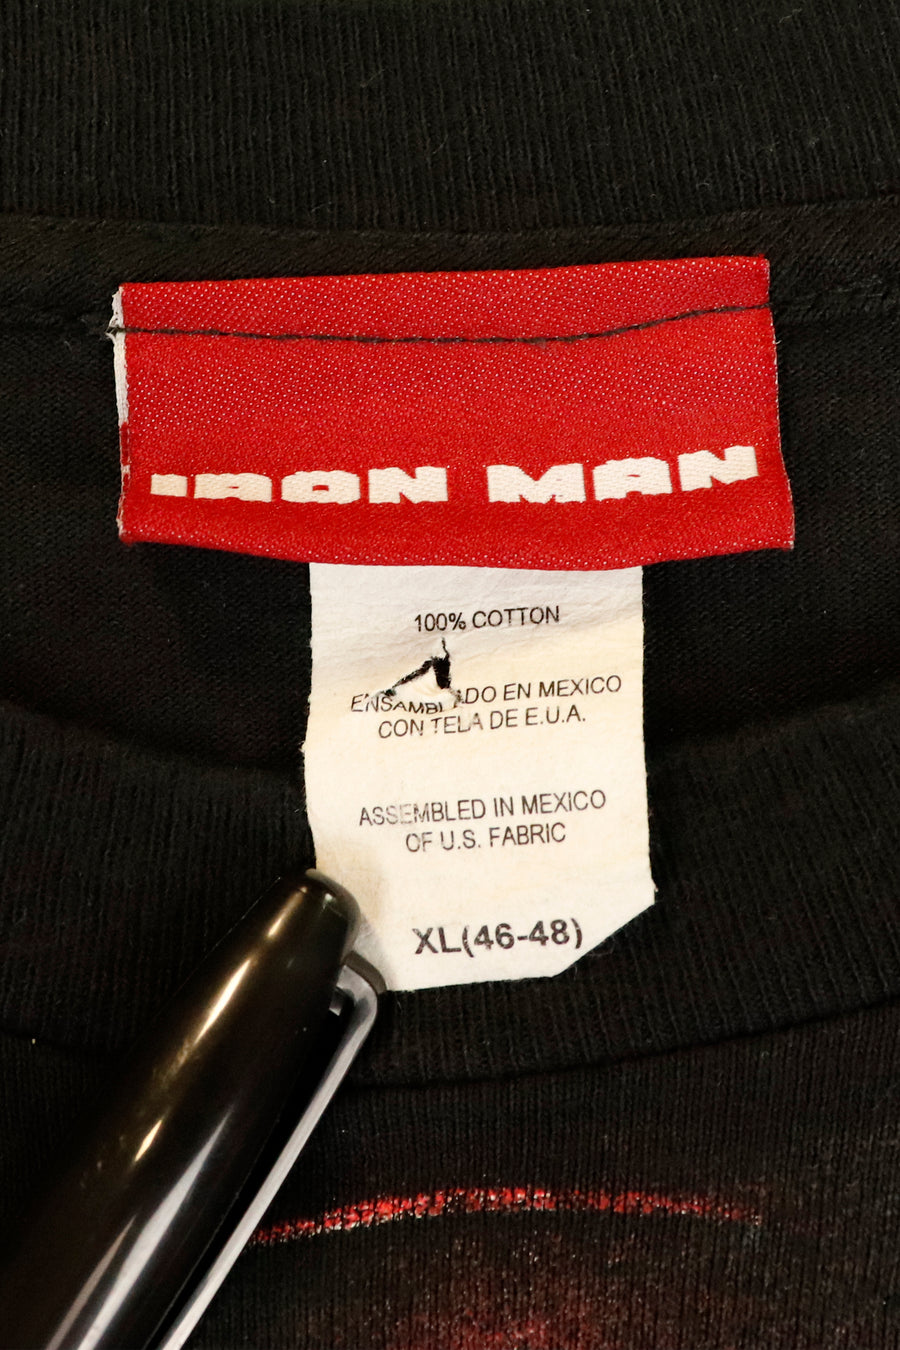 IRON MAN
100% COTTON
ENSAMBLADO EN MEXICO
CON TELA DE E.U.A.
ASSEMBLED IN MEXICO
OF U.S. FABRIC
XL(46-48)